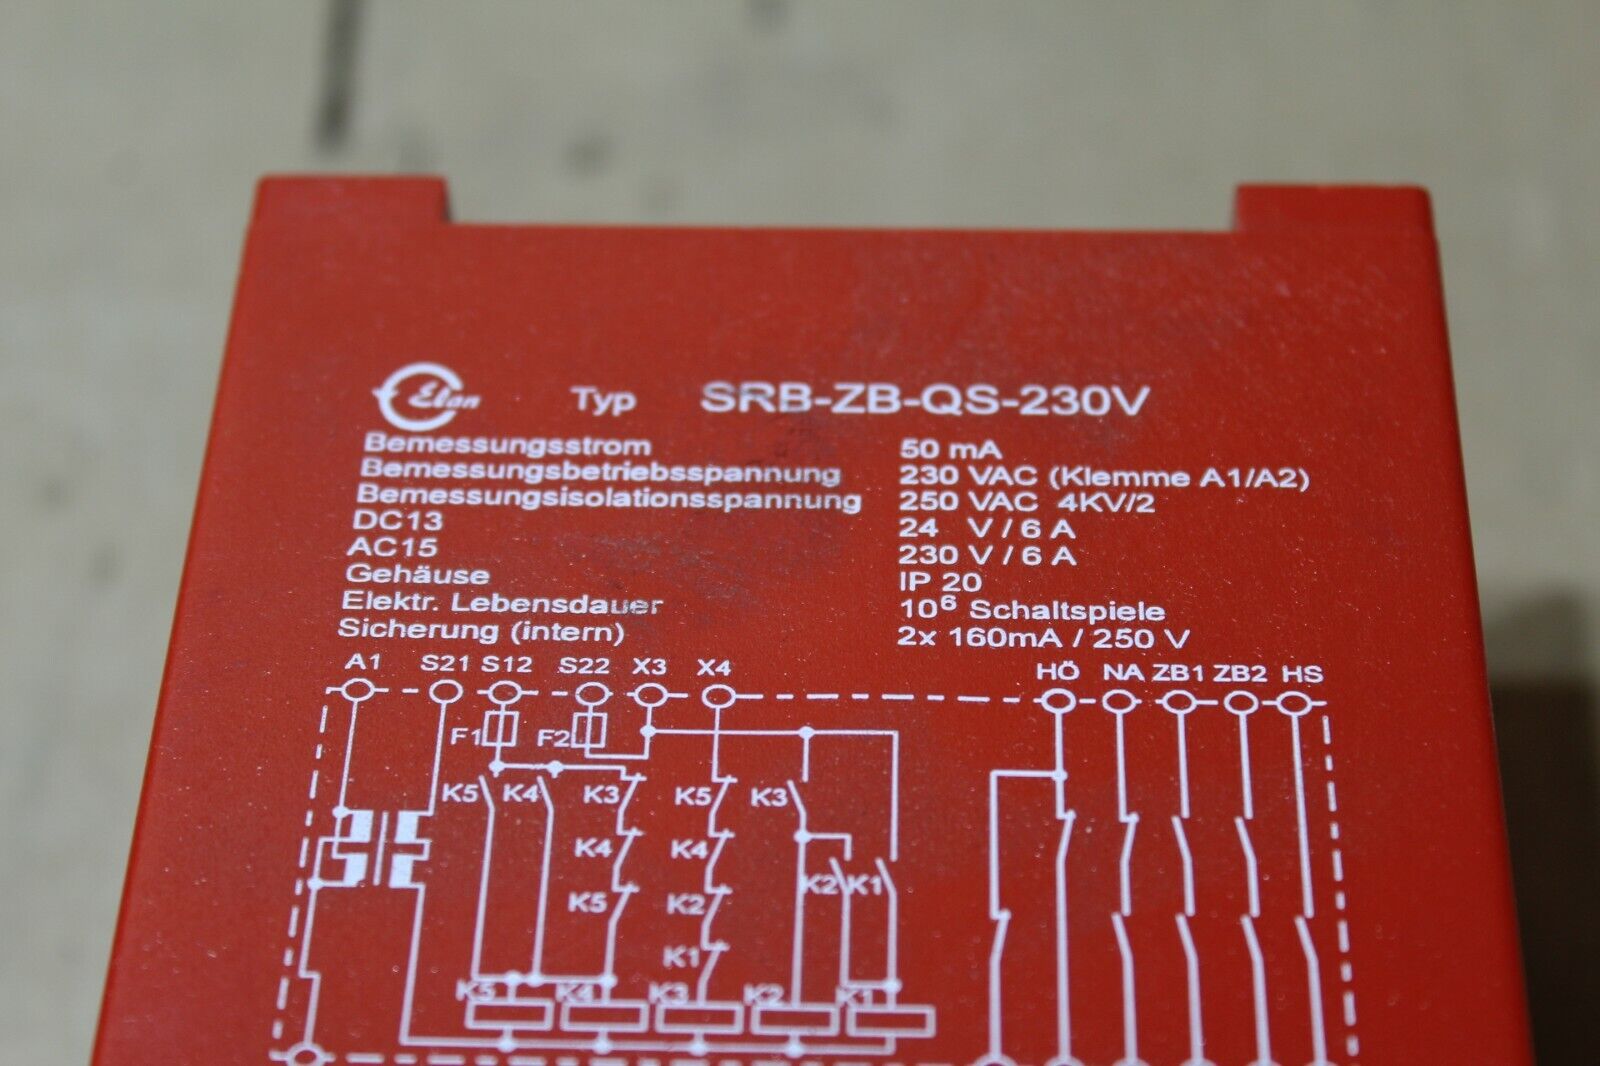 Elan Typ SRB-ZB-QS-230V
Bemessungsstrom 50 mA
Bemessungsbetriebsspannung 230 VAC (Klemme A1/A2)
Bemessungsisolationsspannung 250 VAC 4KV/2
DC13 24 V / 6 A
AC15 230 V / 6 A
Gehäuse IP 20
Elektr. Lebensdauer 10⁶ Schaltspiele
Sicherung (intern) 2x 160mA / 250 V
A1 S21 S12 S22 X3 X4 HÖ NA ZB1 ZB2 HS
F1 F2
K5 K4 K3 K5 K3
K4 K4
K2 K1
K5 K2
K1
K5 K4 K3 K2 K1